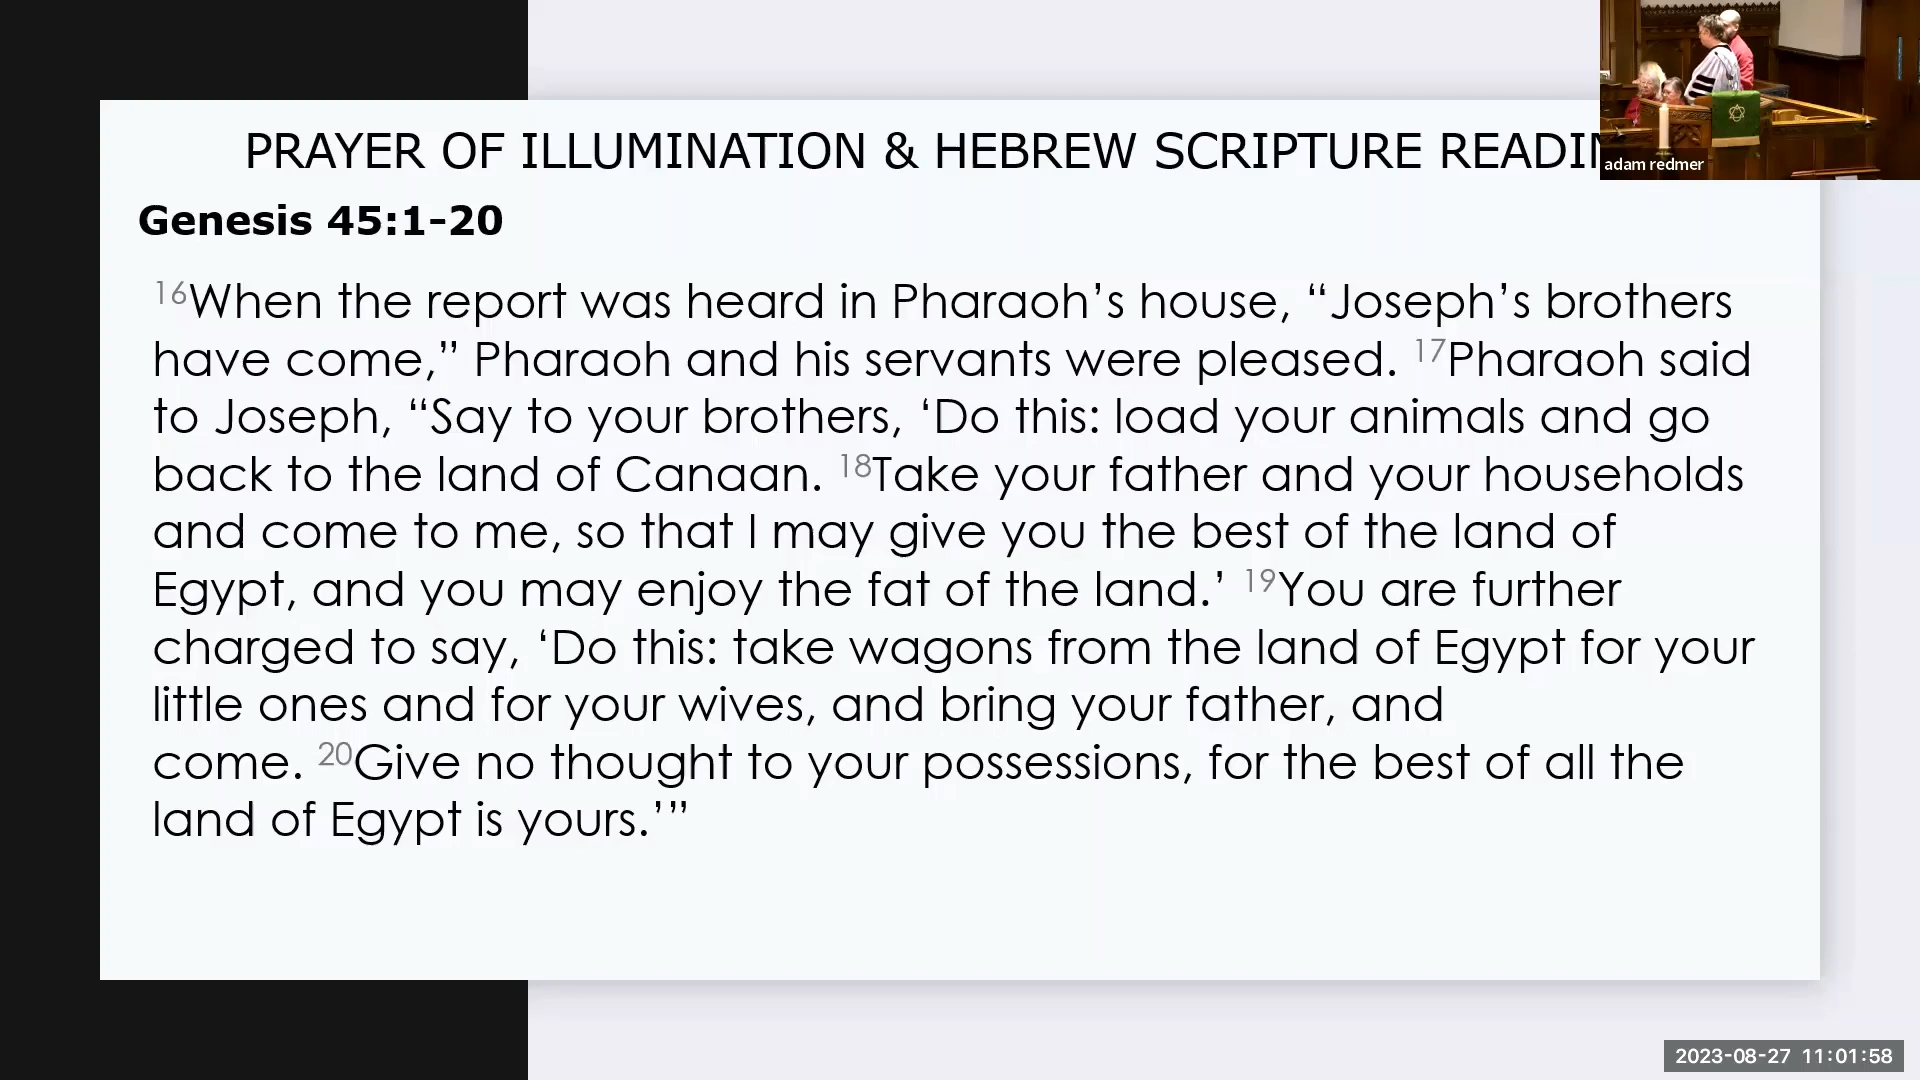 PRAYER OF ILLUMINATION & HEBREW SCRIPTURE READIN
adam redmer
Genesis 45:1-20
16When the report was heard in Pharaoh’s house, “Joseph’s brothers
have come,” Pharaoh and his servants were pleased. 17Pharaoh said
to Joseph, “Say to your brothers, ‘Do this: load your animals and go
back to the land of Canaan. 18Take your father and your households
and come to me, so that I may give you the best of the land of
Egypt, and you may enjoy the fat of the land.’ 19You are further
charged to say, ‘Do this: take wagons from the land of Egypt for your
little ones and for your wives, and bring your father, and
come. 20Give no thought to your possessions, for the best of all the
land of Egypt is yours.’”
2023-08-27 11:01:58